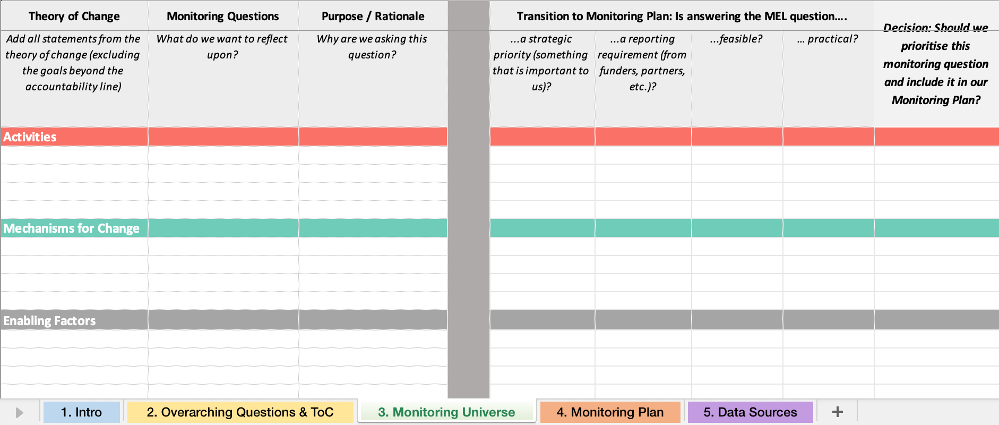 Theory of Change
Monitoring Questions
Purpose / Rationale
Transition to Monitoring Plan: Is answering the MEL question....
Add all statements from the
theory of change (excluding
the goals beyond the
accountability line)
What do we want to reflect
upon?
Why are we asking this
question?
...a strategic
priority (something
that is important to
us)?
...a reporting
requirement (from
funders, partners,
etc.)?
...feasible?
... practical?
Decision: Should we
prioritise this
monitoring question
and include it in our
Monitoring Plan?
Activities
Mechanisms for Change
Enabling Factors
1. Intro
2. Overarching Questions & ToC
3. Monitoring Universe
4. Monitoring Plan
5. Data Sources